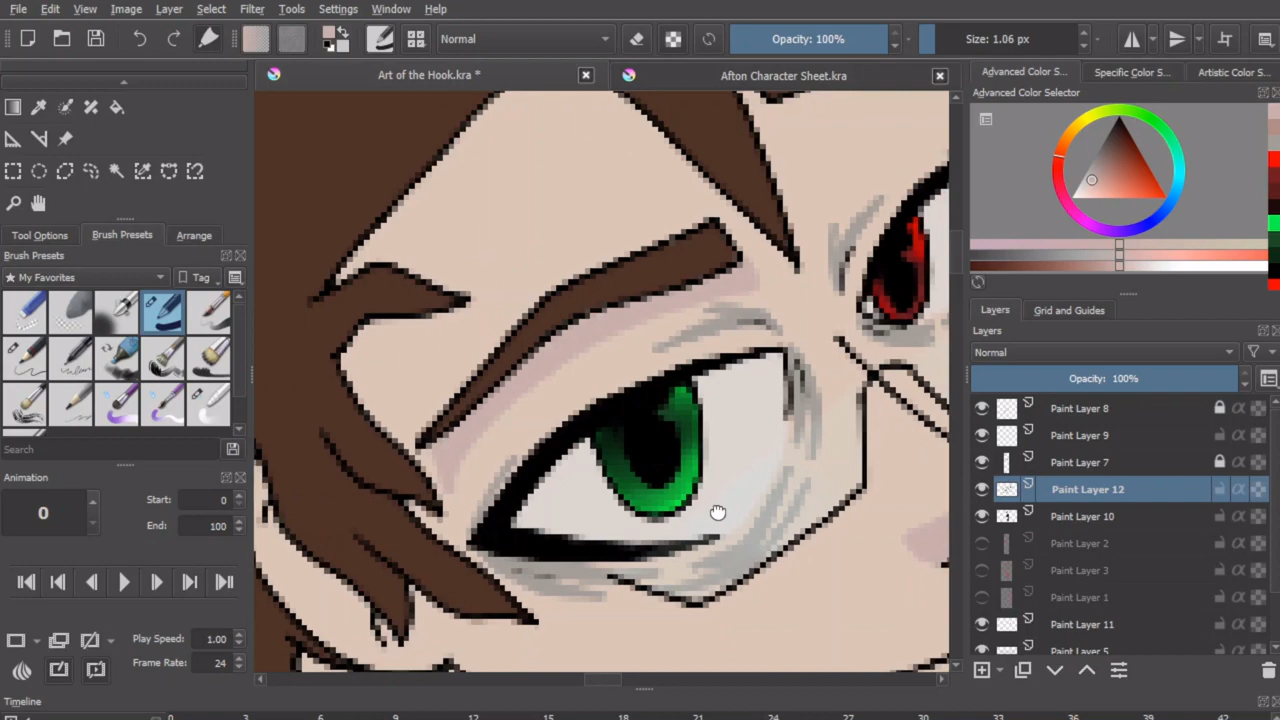 File Edit View Image Layer Select Filter Tools Settings Window Help
Normal
Opacity: 100%
Size: 1.06 px
Art of the Hook.kra *
Afton Character Sheet.kra
Advanced Color S...
Specific Color S...
Artistic Color S...
Advanced Color Selector
Tool Options
Brush Presets
Arrange
Brush Presets
★ My Favorites
Tag
Search
Animation
0
Start: 0
End: 100
Play Speed: 1.00
Frame Rate: 24
Timeline
0 3 6 9 12 15 18 21 24 27 30 33 36 39 42
Layers
Grid and Guides
Layers
Normal
Opacity: 100%
Paint Layer 8
Paint Layer 9
Paint Layer 7
Paint Layer 12
Paint Layer 10
Paint Layer 2
Paint Layer 3
Paint Layer 1
Paint Layer 11
Paint Layer 5